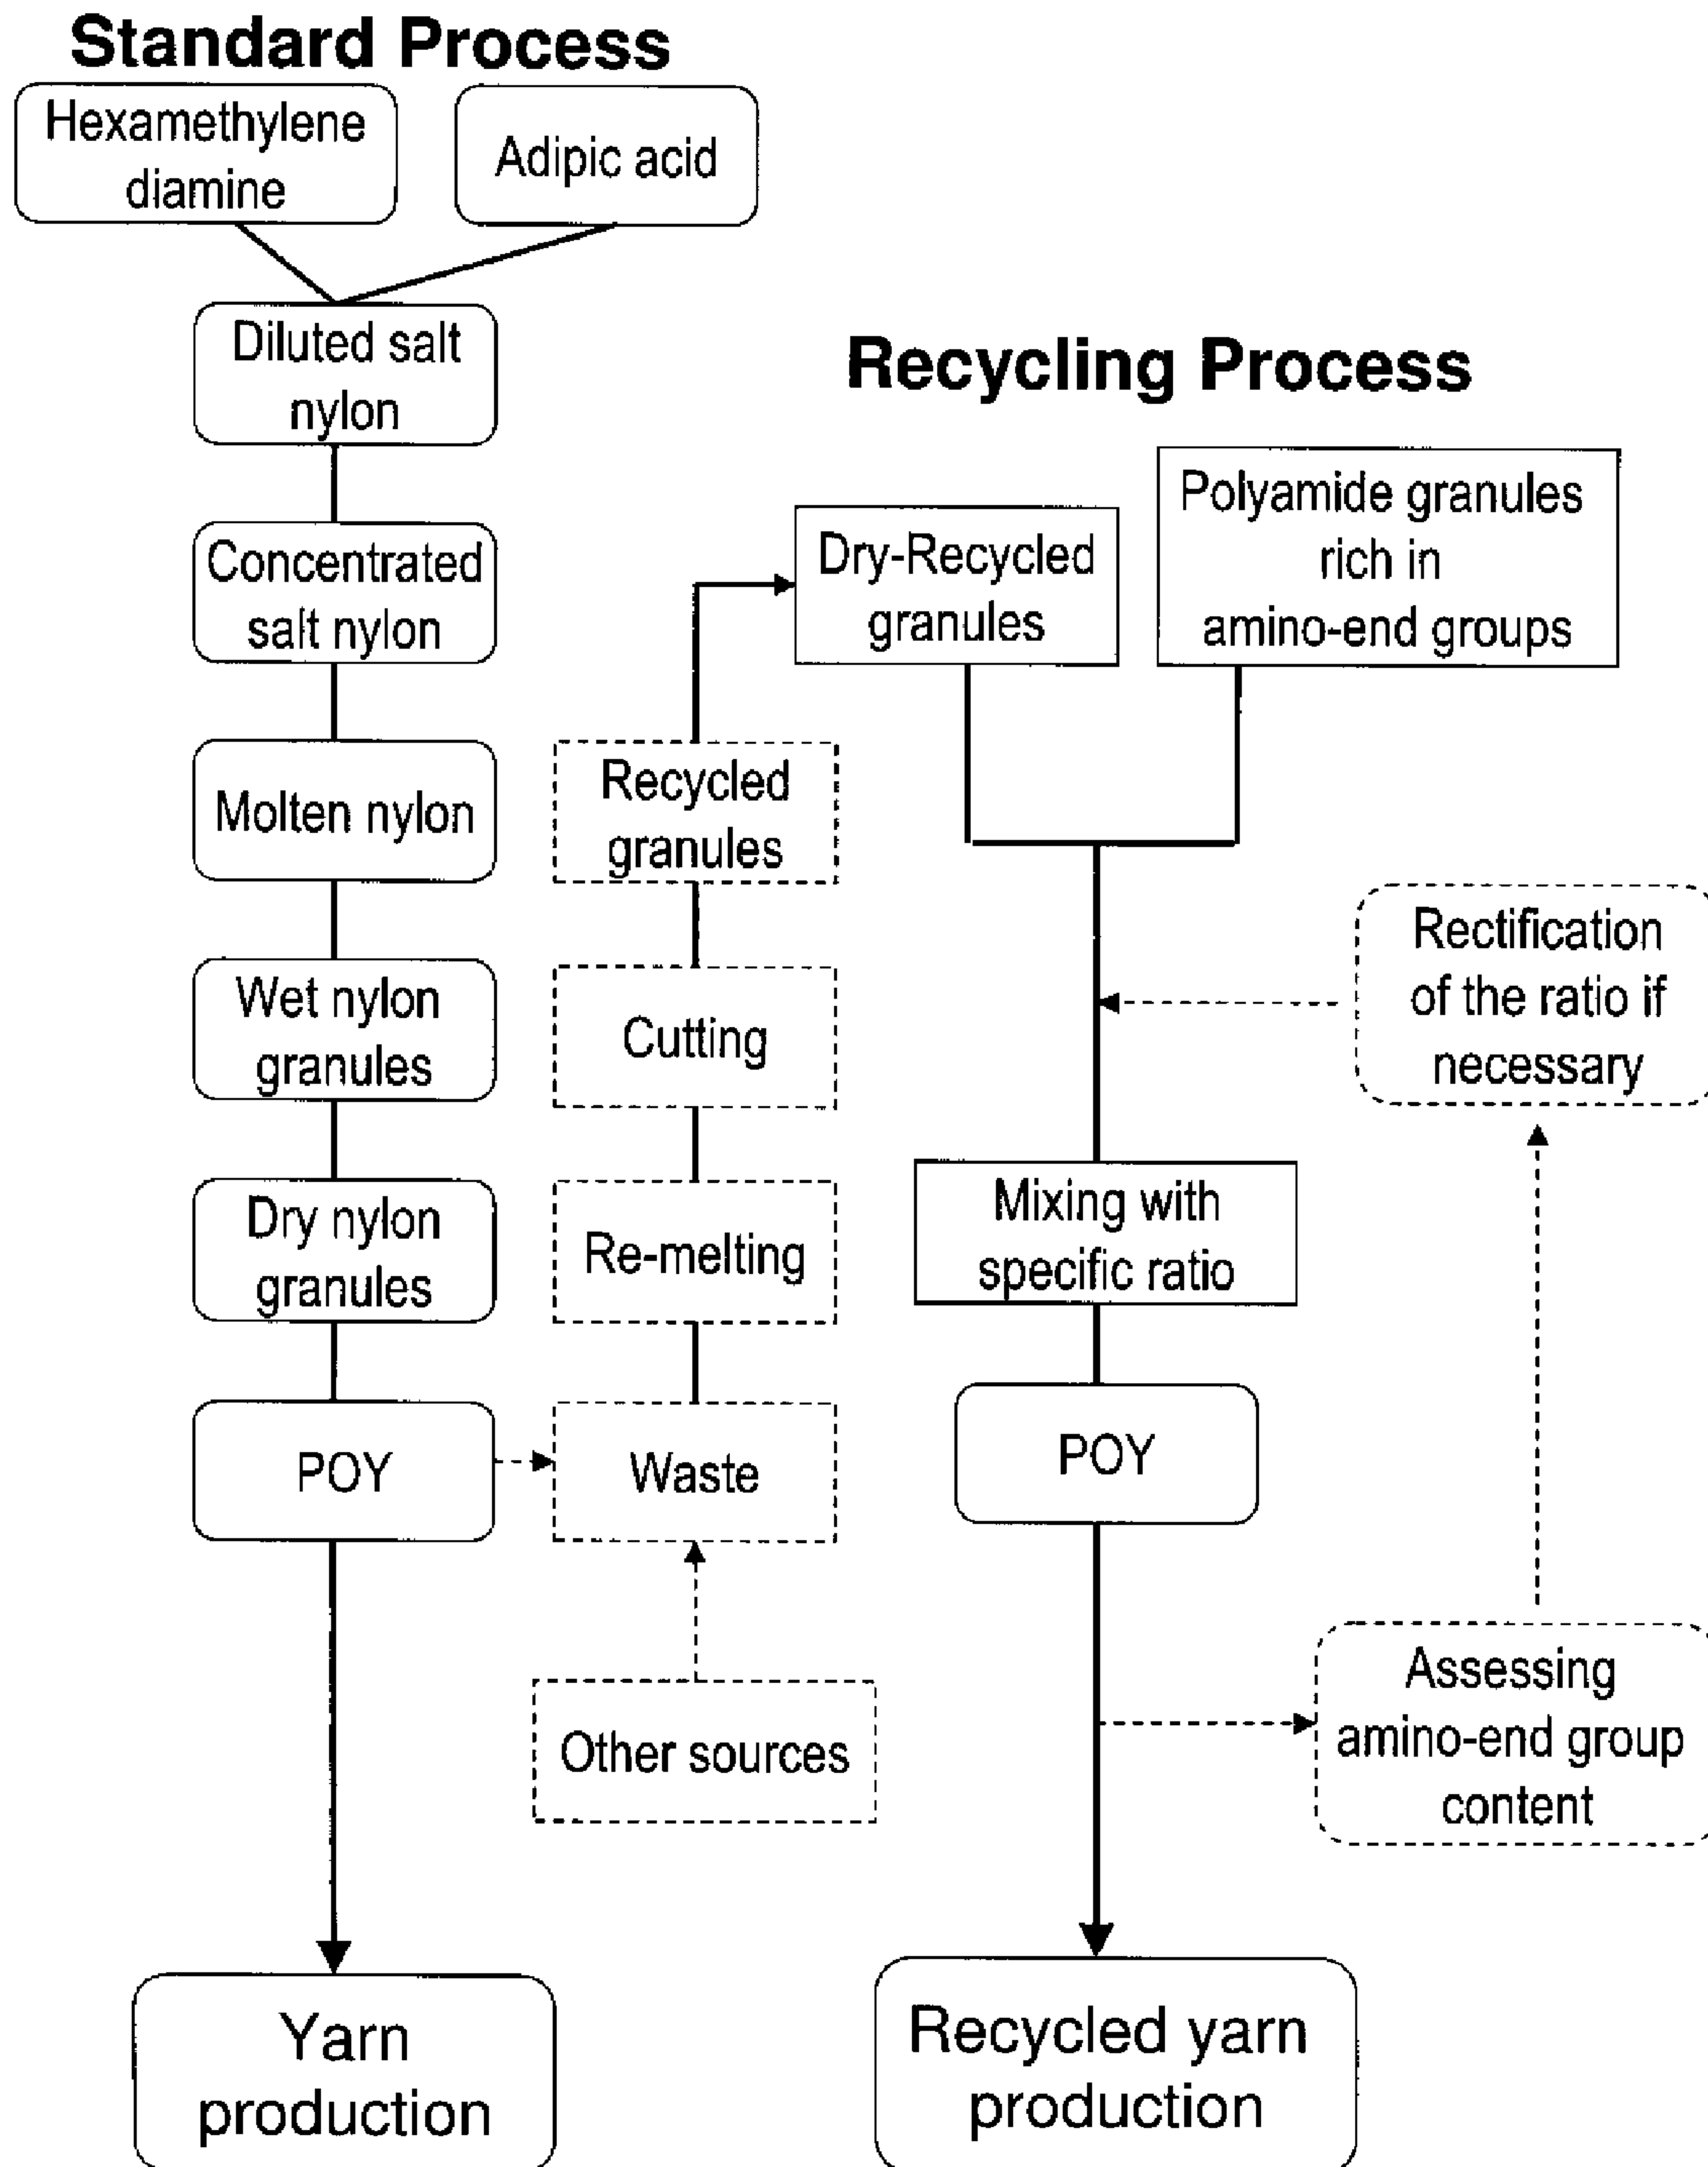 Standard Process
Hexamethylene
diamine
Adipic acid
Diluted salt
nylon
Concentrated
salt nylon
Molten nylon
Wet nylon
granules
Dry nylon
granules
POY
Yarn
production
Recycled
granules
Cutting
Re-melting
Waste
Other sources
Recycling Process
Dry-Recycled
granules
Polyamide granules
rich in
amino-end groups
Rectification
of the ratio if
necessary
Mixing with
specific ratio
POY
Assessing
amino-end group
content
Recycled yarn
production